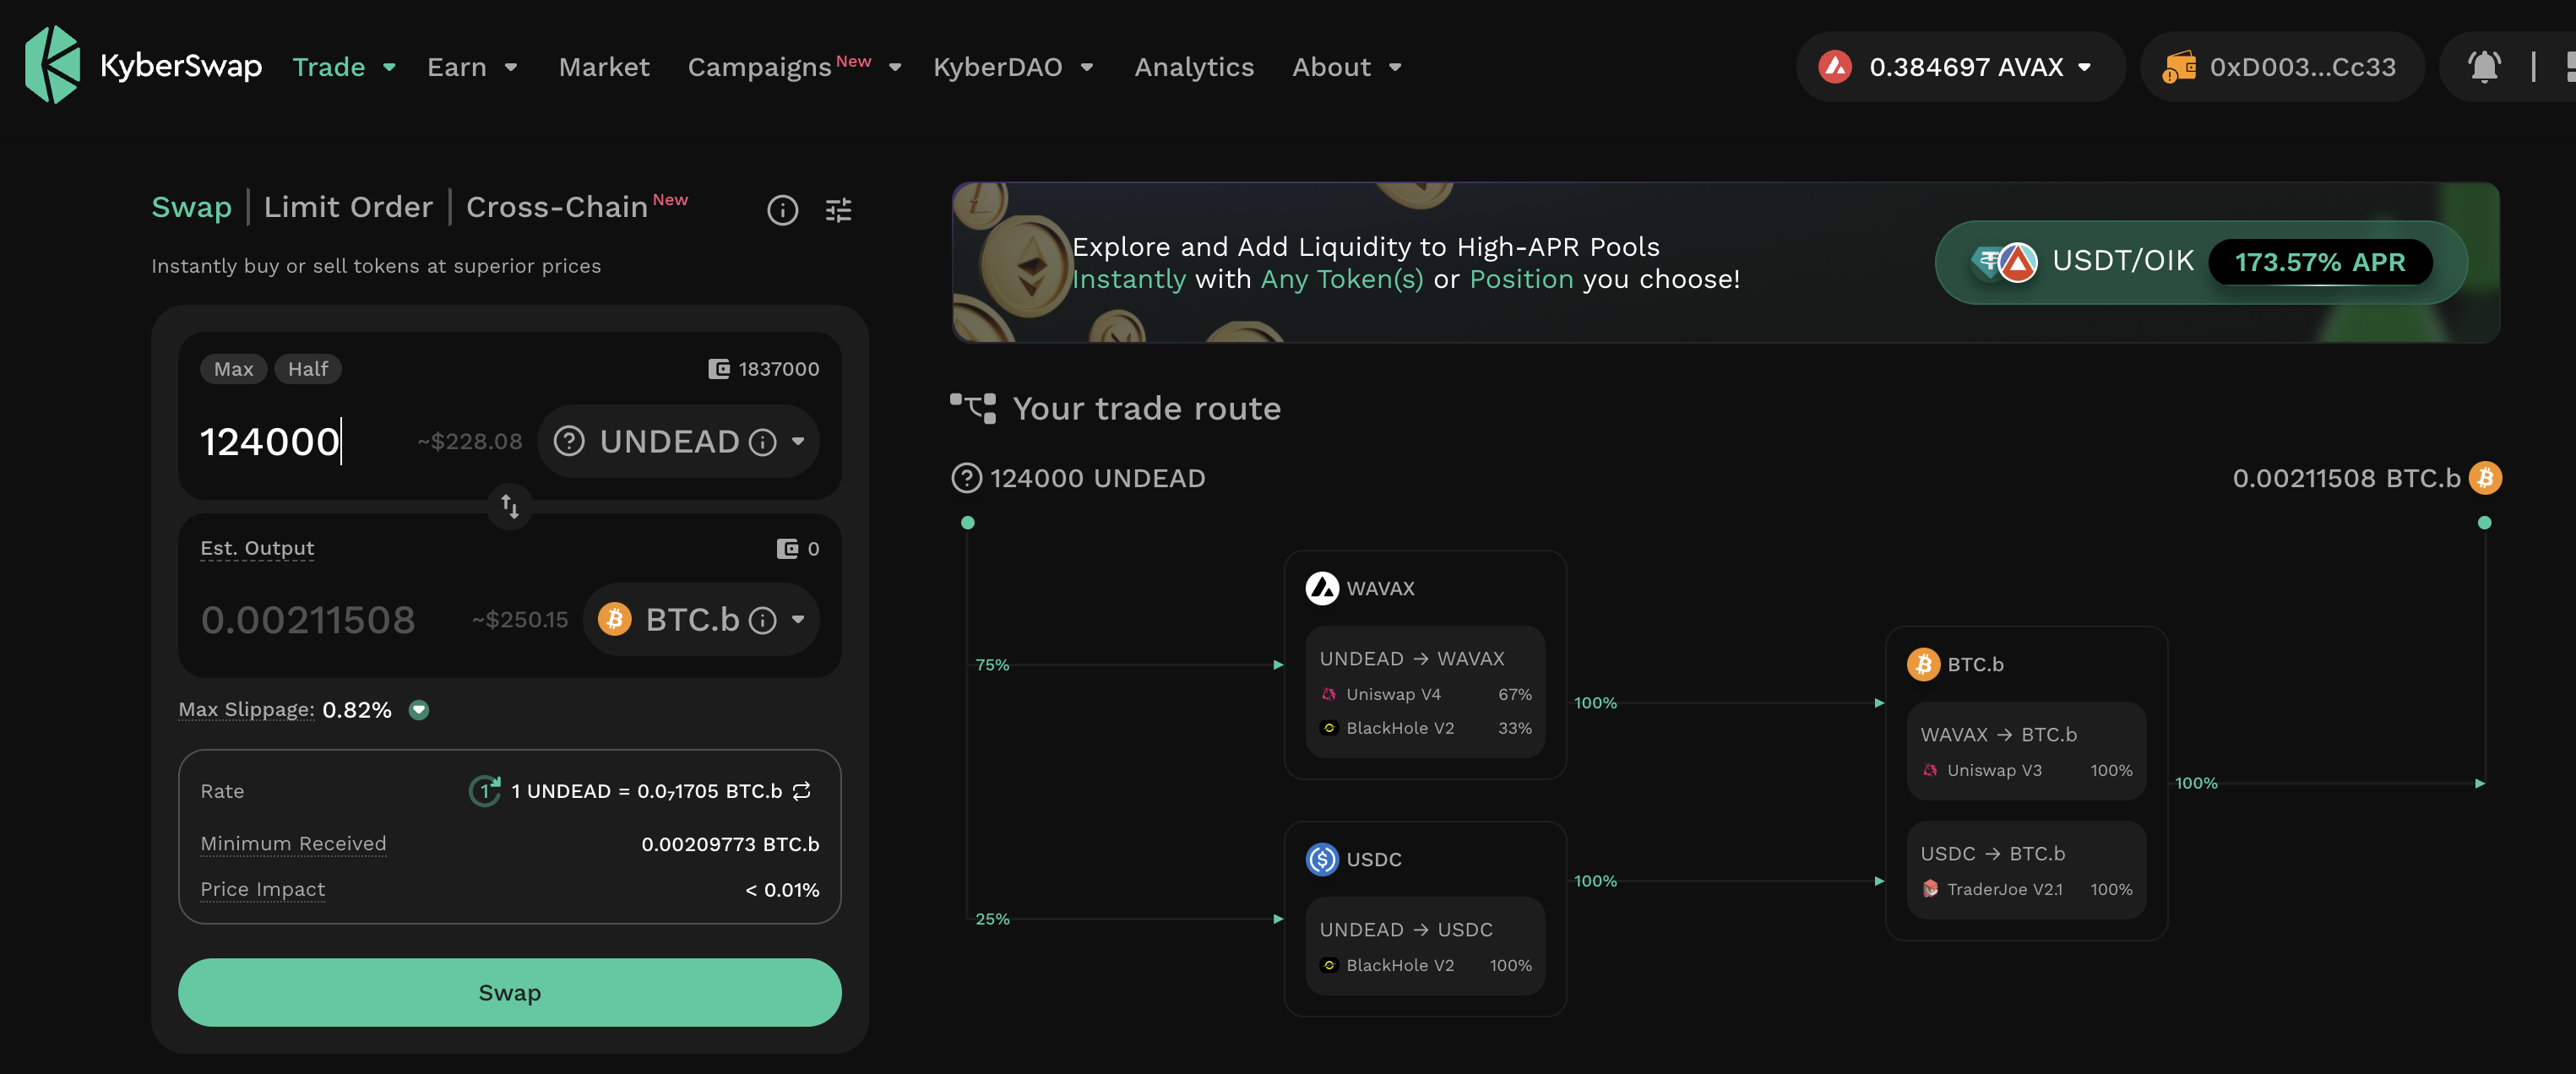 KyberSwap Trade Earn Market Campaigns New KyberDAO Analytics About 0.384697 AVAX 0xD003...Cc33
Swap | Limit Order | Cross-Chain New
Instantly buy or sell tokens at superior prices
Max Half 1837000
124000 ~$228.08 UNDEAD
Est. Output 0
0.00211508 ~$250.15 BTC.b
Max Slippage: 0.82%
Rate 1 1 UNDEAD = 0.0₇1705 BTC.b
Minimum Received 0.00209773 BTC.b
Price Impact < 0.01%
Swap
Explore and Add Liquidity to High-APR Pools
Instantly with Any Token(s) or Position you choose!
USDT/OIK 173.57% APR
Your trade route
124000 UNDEAD 0.00211508 BTC.b
75%
WAVAX
UNDEAD → WAVAX
Uniswap V4 67%
BlackHole V2 33%
100%
25%
USDC
UNDEAD → USDC
BlackHole V2 100%
100%
BTC.b
WAVAX → BTC.b
Uniswap V3 100%
USDC → BTC.b
TraderJoe V2.1 100%
100%